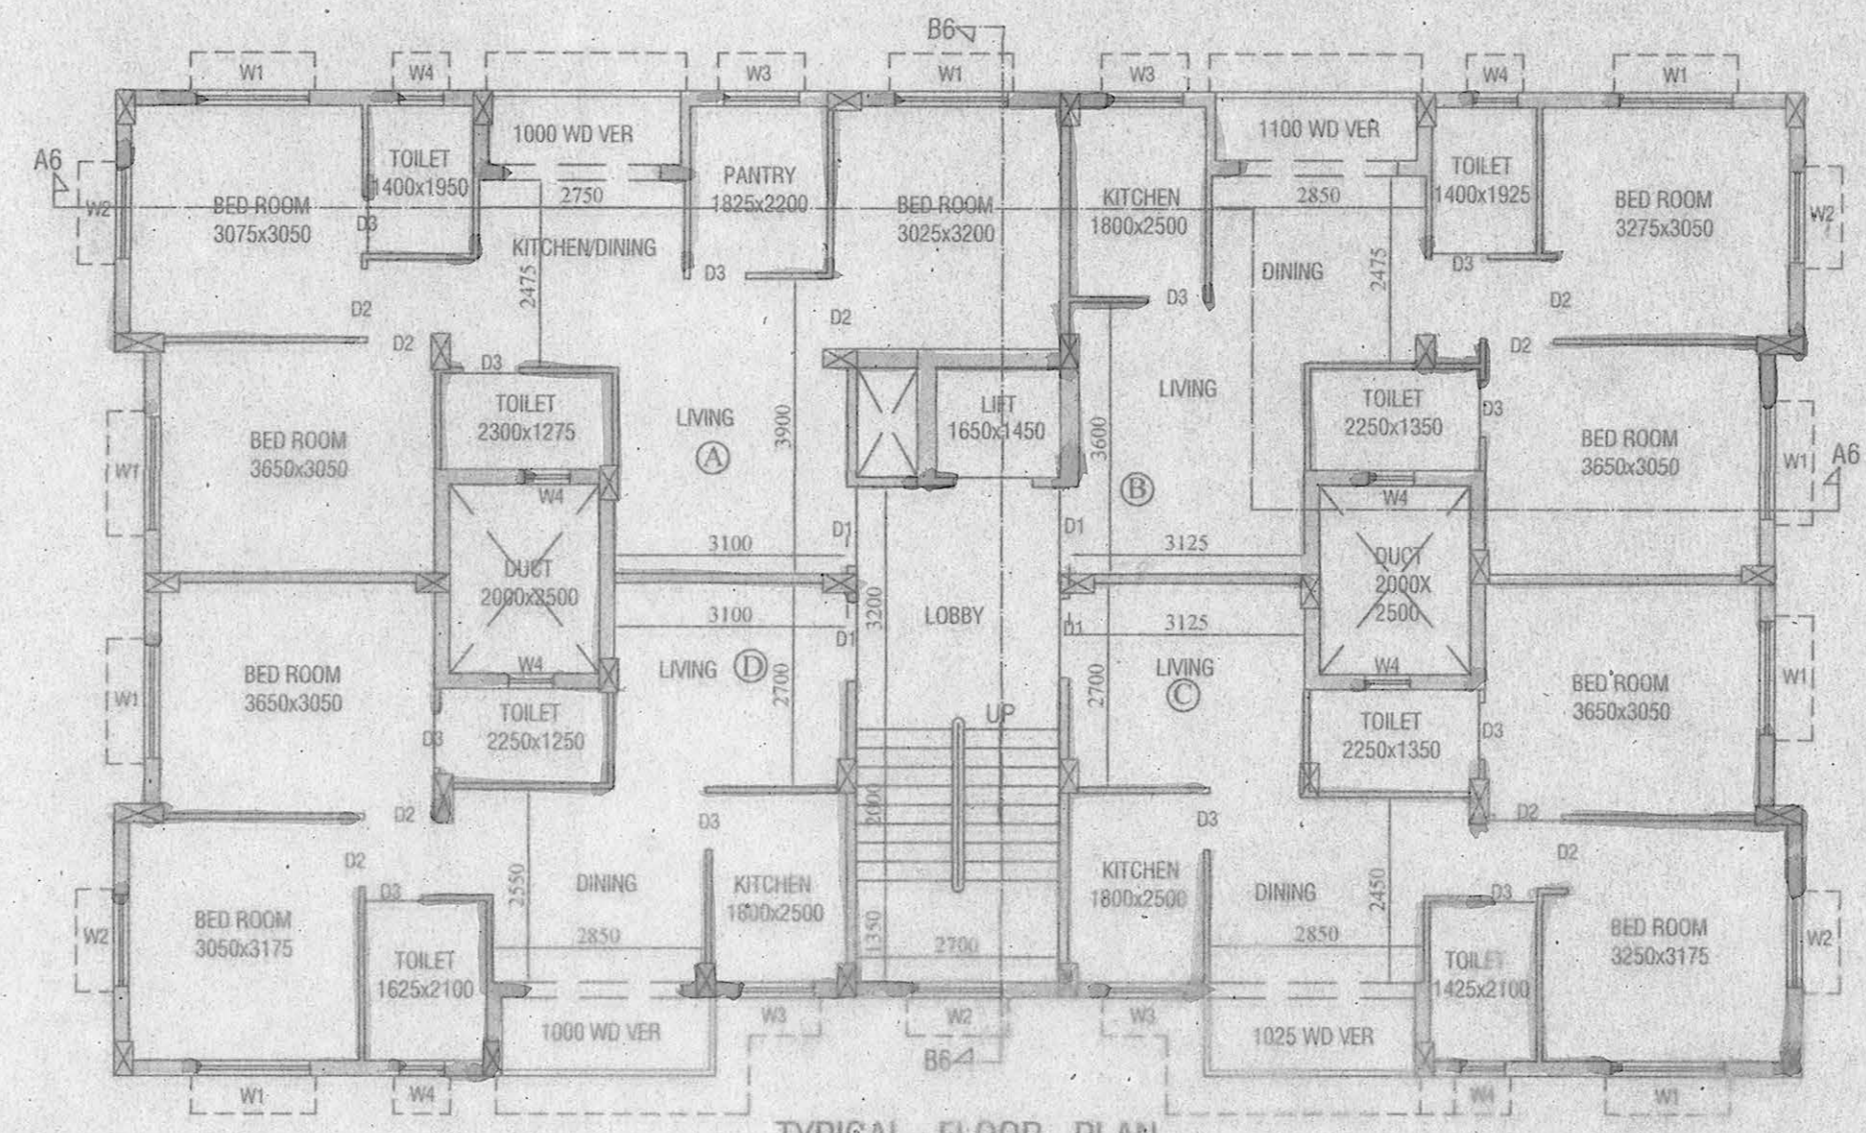 B6
W1
W4
W3
W1
W3
W4
W1
1000 WD VER
1100 WD VER
A6
TOILET
1400x1950
PANTRY
1825x2200
TOILET
1400x1925
W2
BED ROOM
3075x3050
D3
2750
BED ROOM
3025x3200
KITCHEN
1800x2500
2850
BED ROOM
3275x3050
W2
KITCHEN/DINING
2475
D3
DINING
2475
D3
D3
D2
D2
D2
D2
D3
D2
LIVING
TOILET
2300x1275
LIVING
A
3900
LIFT
1650x1450
3600
TOILET
2250x1350
D3
BED ROOM
3650x3050
BED ROOM
3650x3050
W1
W1
A6
W4
B
W4
D1
D1
3100
3125
DUCT
2000x2500
DUCT
2000X
2500
3100
3200
LOBBY
3125
D1
D1
W4
LIVING
D
2700
2700
LIVING
C
W4
BED ROOM
3650x3050
BED ROOM
3650x3050
W1
W1
TOILET
2250x1250
D3
UP
TOILET
2250x1350
D3
D2
D3
2000
D3
D2
D2
D2
D3
2550
DINING
KITCHEN
1800x2500
KITCHEN
1800x2500
DINING
2450
D3
W2
BED ROOM
3050x3175
2850
1350
2700
2850
BED ROOM
3250x3175
W2
TOILET
1625x2100
TOILET
1425x2100
1000 WD VER
W3
W2
W3
1025 WD VER
B6
W1
W4
W4
W1
TYPICAL FLOOR PLAN